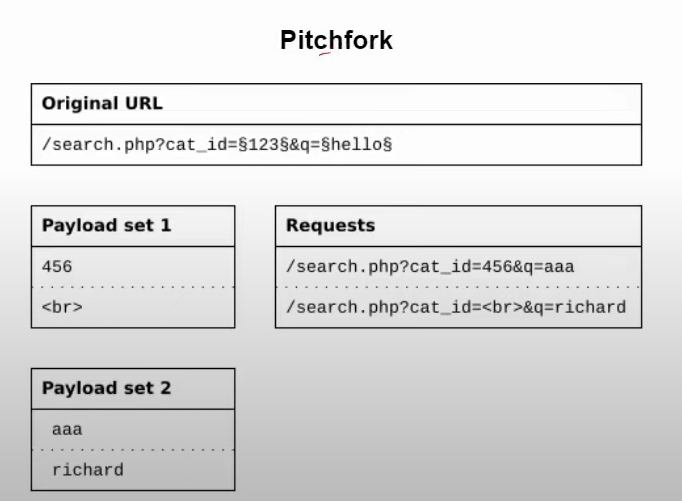 Pitchfork
Original URL
/search.php?cat_id=§123§&q=§hello§
Payload set 1
456
<br>
Requests
/search.php?cat_id=456&q=aaa
/search.php?cat_id=<br>&q=richard
Payload set 2
aaa
richard